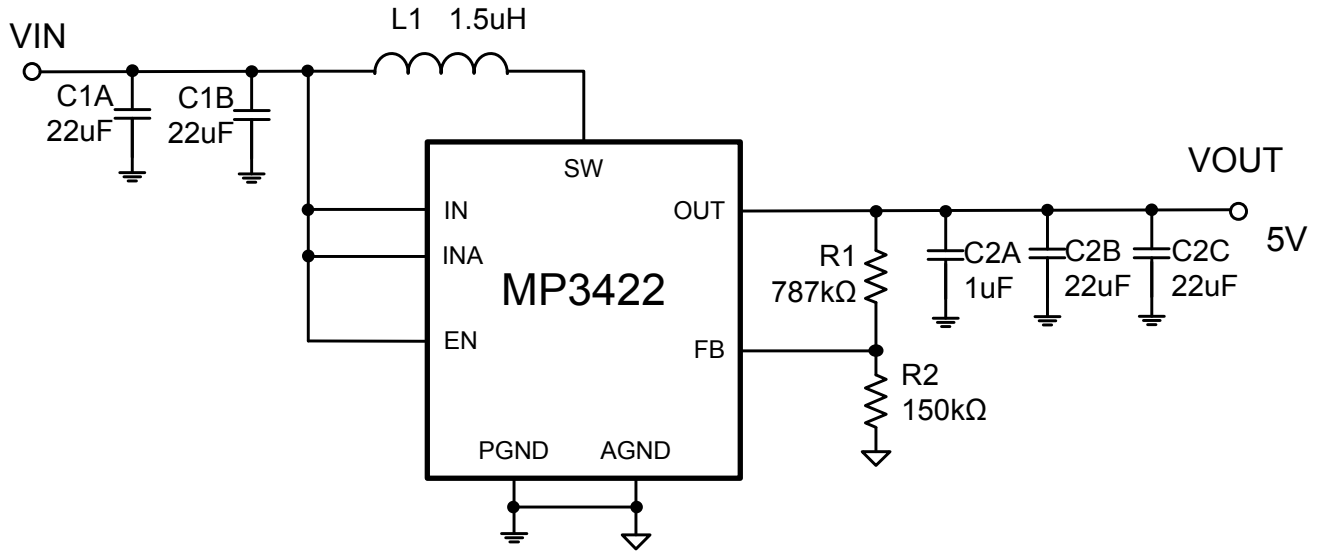 L1 1.5uH
VIN
C1A
22uF
C1B
22uF
SW
VOUT
IN
OUT
5V
INA
R1
787kΩ
C2A
1uF
C2B
22uF
C2C
22uF
MP3422
EN
FB
R2
150kΩ
PGND
AGND